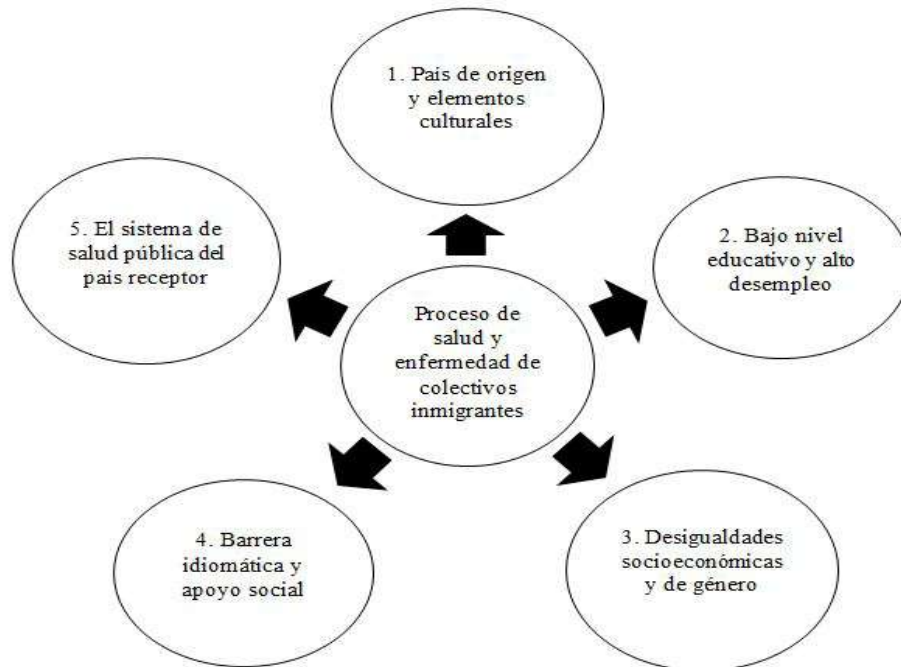 1. País de origen
y elementos
culturales
2. Bajo nivel
educativo y alto
desempleo
3. Desigualdades
socioeconómicas
y de género
4. Barrera
idiomática y
apoyo social
5. El sistema de
salud pública del
país receptor
Proceso de
salud y
enfermedad de
colectivos
inmigrantes